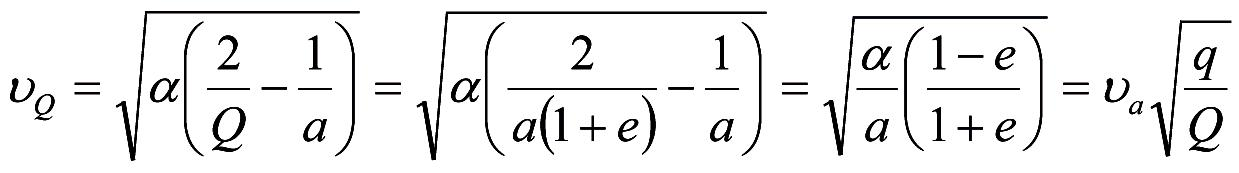 υ_Q = √(α(2/Q − 1/a)) = √(α(2/(a(1+e)) − 1/a)) = √(α/a ((1−e)/(1+e))) = υ_a √(q/Q)